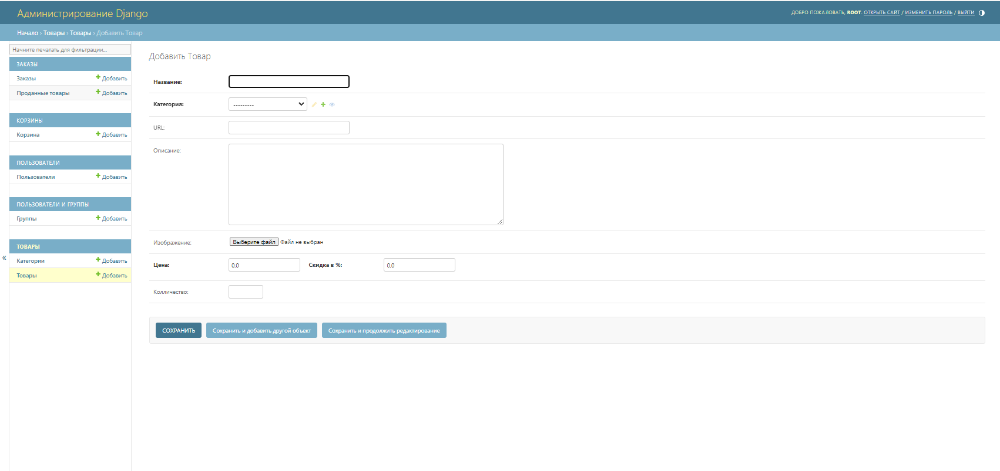 Администрирование Django
ДОБРО ПОЖАЛОВАТЬ, ROOT. ОТКРЫТЬ САЙТ / ИЗМЕНИТЬ ПАРОЛЬ / ВЫЙТИ
Начало › Товары › Товары › Добавить Товар
Начните печатать для фильтрации...
ЗАКАЗЫ
Заказы + Добавить
Проданные товары + Добавить
КОРЗИНЫ
Корзина + Добавить
ПОЛЬЗОВАТЕЛИ
Пользователи + Добавить
ПОЛЬЗОВАТЕЛИ И ГРУППЫ
Группы + Добавить
ТОВАРЫ
Категории + Добавить
Товары + Добавить
«
Добавить Товар
Название:
Категория: ---------
URL:
Описание:
Изображение: Выберите файл Файл не выбран
Цена: 0,0 Скидка в %: 0,0
Колличество:
СОХРАНИТЬ Сохранить и добавить другой объект Сохранить и продолжить редактирование